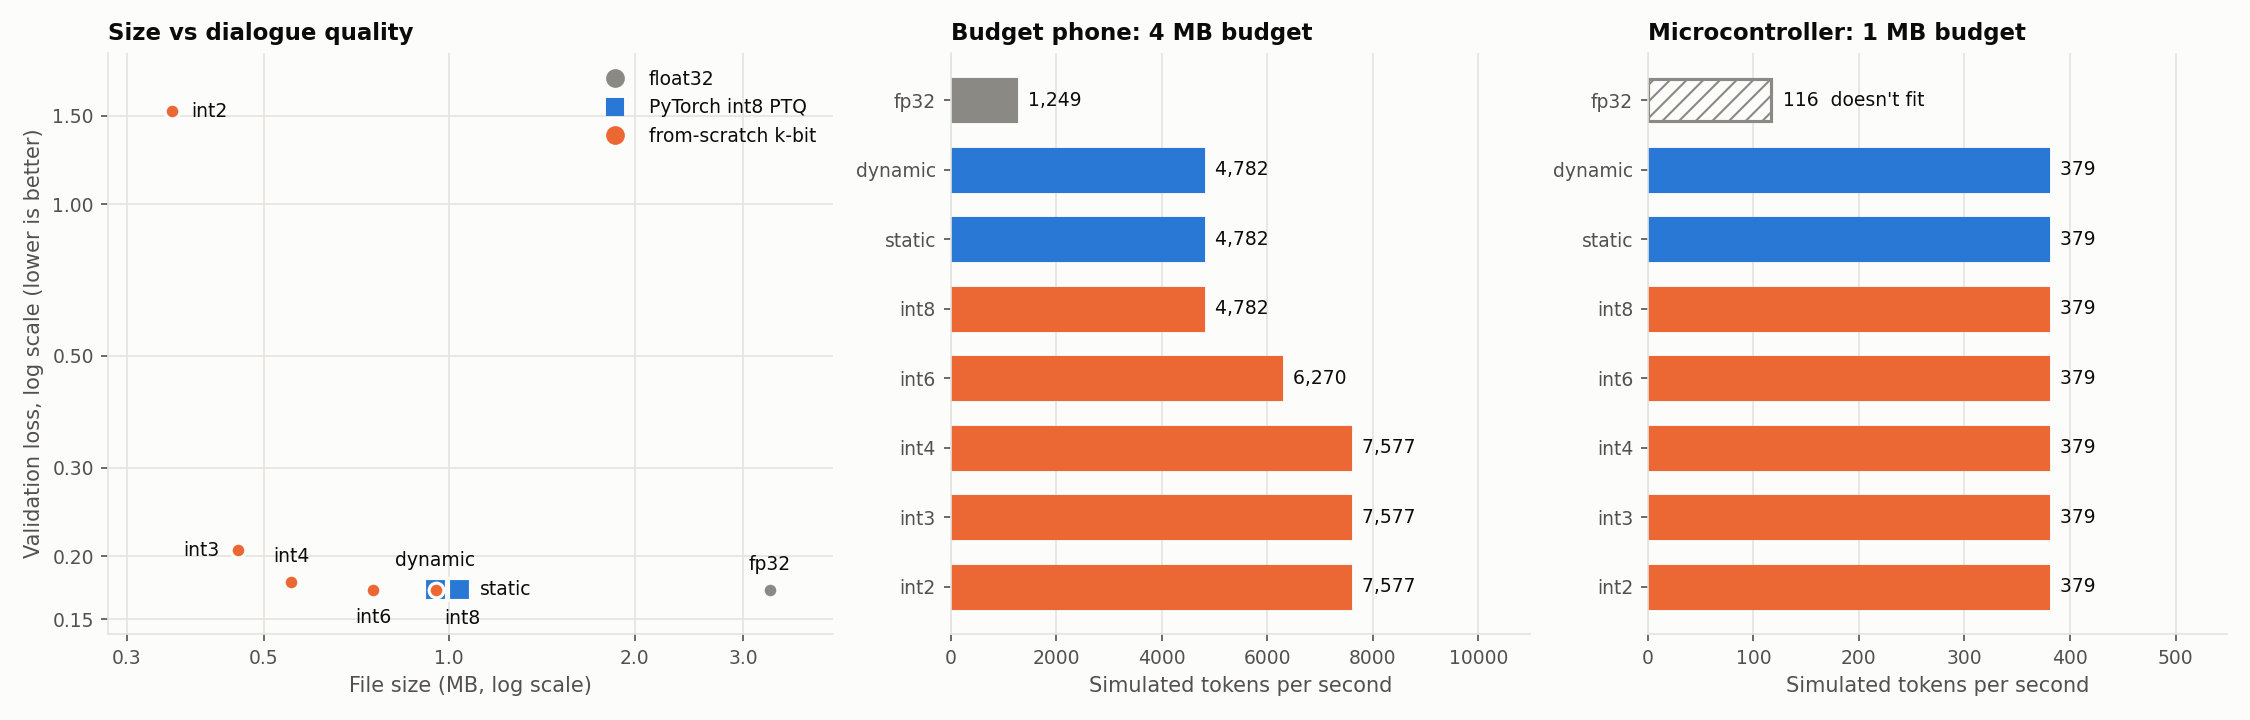 Size vs dialogue quality
Validation loss, log scale (lower is better)
1.50
1.00
0.50
0.30
0.20
0.15
float32
PyTorch int8 PTQ
from-scratch k-bit
int2
int3
int4
dynamic
fp32
static
int6
int8
0.3
0.5
1.0
2.0
3.0
File size (MB, log scale)
Budget phone: 4 MB budget
fp32 1,249
dynamic 4,782
static 4,782
int8 4,782
int6 6,270
int4 7,577
int3 7,577
int2 7,577
0 2000 4000 6000 8000 10000
Simulated tokens per second
Microcontroller: 1 MB budget
fp32 116 doesn't fit
dynamic 379
static 379
int8 379
int6 379
int4 379
int3 379
int2 379
0 100 200 300 400 500
Simulated tokens per second